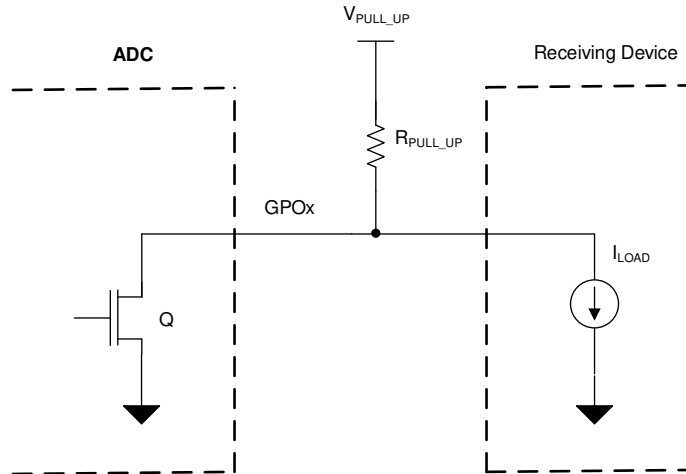 V_PULL_UP
ADC
Receiving Device
R_PULL_UP
GPOx
I_LOAD
Q